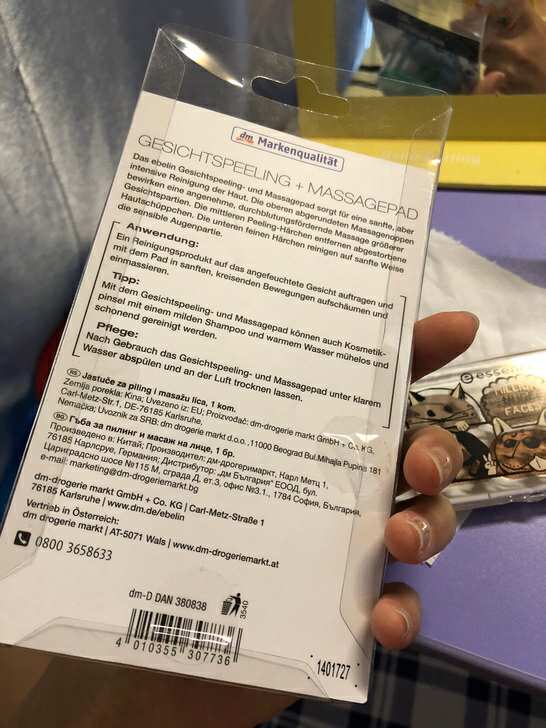 dm Markenqualität
GESICHTSPEELING + MASSAGEPAD
Das ebelin Gesichtspeeling- und Massagepad sorgt für eine sanfte, aber
intensive Reinigung der Haut. Die oberen abgerundeten Massagenoppen
bewirken eine angenehme, durchblutungsfördernde Massage größerer
Gesichtspartien. Die mittleren Peeling-Härchen entfernen abgestorbene
Hautschüppchen. Die unteren feinen Härchen reinigen auf sanfte Weise
die sensible Augenpartie.
Anwendung:
Ein Reinigungsprodukt auf das angefeuchtete Gesicht auftragen und
mit dem Pad in sanften, kreisenden Bewegungen aufschäumen und
einmassieren.
Tipp:
Mit dem Gesichtspeeling- und Massagepad können auch Kosmetik-
pinsel mit einem milden Shampoo und warmem Wasser mühelos und
schonend gereinigt werden.
Pflege:
Nach Gebrauch das Gesichtspeeling- und Massagepad unter klarem
Wasser abspülen und an der Luft trocknen lassen.
RS Jastuče za piling i masažu lica, 1 kom.
Zemlja porekla: Kina; Uvezeno iz: EU; Proizvođač: dm-drogerie markt GmbH + Co. KG,
Carl-Metz-Str.1, DE-76185 Karlsruhe,
Nemačka; Uvoznik za SRB: dm drogerie markt d.o.o., 11000 Beograd Bul.Mihajla Pupina 181
BG Гъба за пилинг и масаж на лице, 1 бр.
Произведено в: Китай; Производител: дм-дрогеримаркт, Карл Метц 1,
76185 Карлсруе, Германия; Дистрибутор: „дм България“ ЕООД, бул.
Цариградско шосе №115 М, сграда Д, ет.3, офис №3.1., 1784 София, България,
e-mail: marketing@dm-drogeriemarkt.bg
dm-drogerie markt GmbH + Co. KG | Carl-Metz-Straße 1
76185 Karlsruhe | www.dm.de/ebelin
Vertrieb in Österreich:
dm drogerie markt | AT-5071 Wals | www.dm-drogeriemarkt.at
0800 3658633
dm-D DAN 380838
3540
4 010355 307736
1401727
essence
FACE